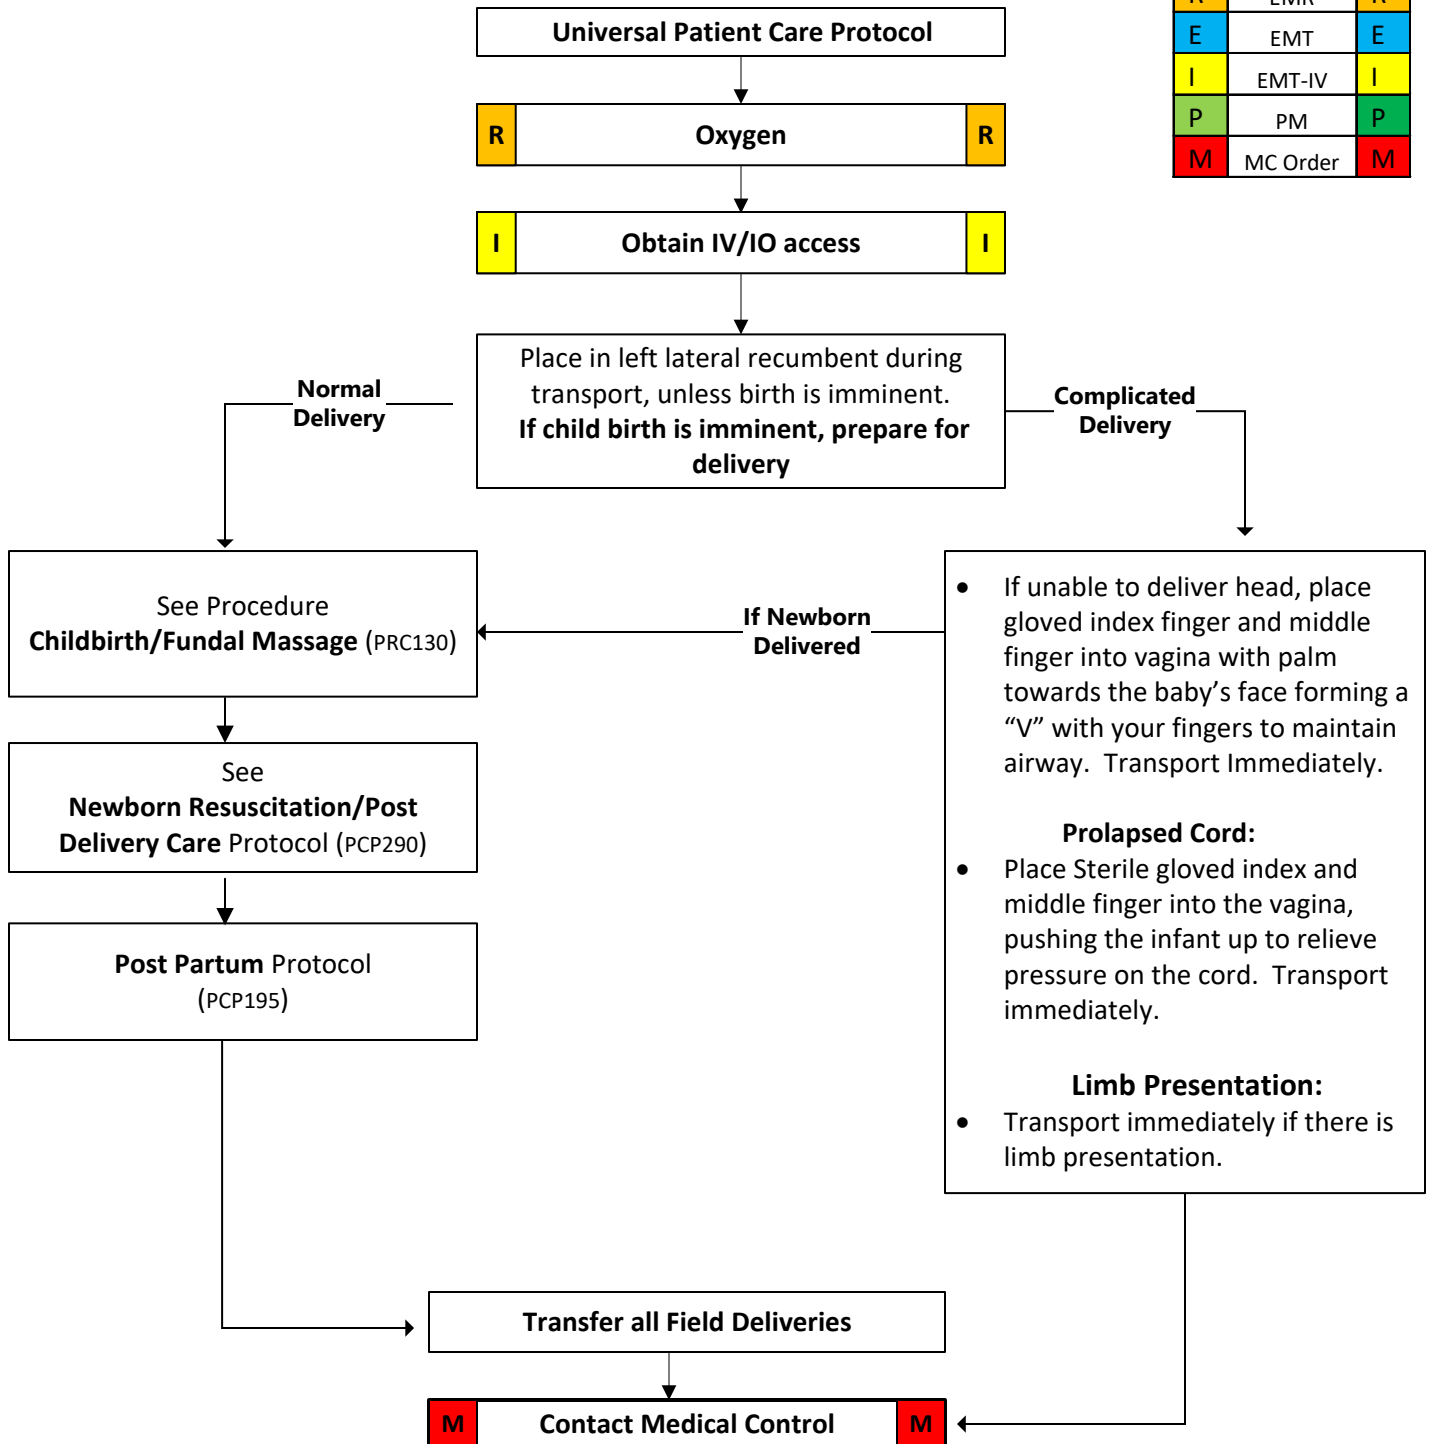 Universal Patient Care Protocol
R EMR R
E EMT E
I EMT-IV I
P PM P
M MC Order M
R Oxygen R
I Obtain IV/IO access I
Place in left lateral recumbent during
transport, unless birth is imminent.
If child birth is imminent, prepare for
delivery
Normal
Delivery
Complicated
Delivery
See Procedure
Childbirth/Fundal Massage (PRC130)
If Newborn
Delivered
See
Newborn Resuscitation/Post
Delivery Care Protocol (PCP290)
Post Partum Protocol
(PCP195)
• If unable to deliver head, place
gloved index finger and middle
finger into vagina with palm
towards the baby’s face forming a
“V” with your fingers to maintain
airway. Transport Immediately.
Prolapsed Cord:
• Place Sterile gloved index and
middle finger into the vagina,
pushing the infant up to relieve
pressure on the cord. Transport
immediately.
Limb Presentation:
• Transport immediately if there is
limb presentation.
Transfer all Field Deliveries
M Contact Medical Control M